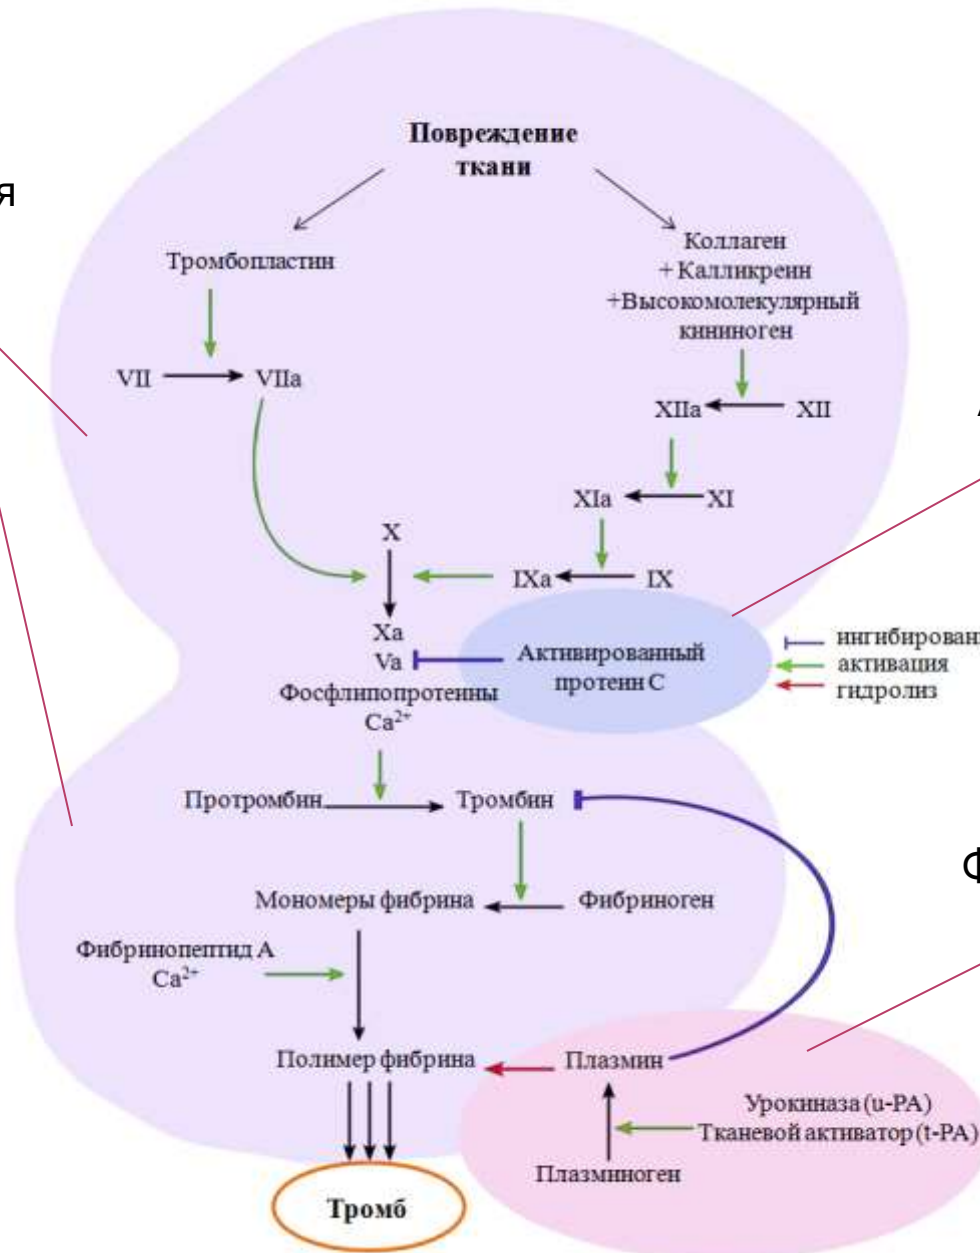 Повреждение
ткани
я
Тромбопластин
Коллаген
+ Калликреин
+Высокомолекулярный
кининоген
VII
VIIa
XIIa
XII
XIa
XI
X
IXa
IX
Xa
Va
Активированный
протеин С
ингибировани
активация
гидролиз
Фосфлипопротеины
Ca²⁺
Протромбин
Тромбин
Ф
Мономеры фибрина
Фибриноген
Фибринопептид А
Ca²⁺
Полимер фибрина
Плазмин
Урокиназа (u-PA)
Тканевой активатор (t-PA)
Плазминоген
Тромб